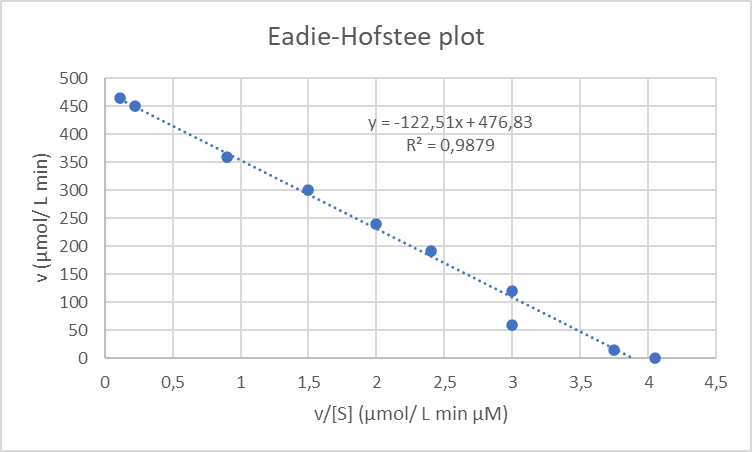 Eadie-Hofstee plot
500
450
400
350
300
250
200
150
100
50
0
v (µmol/ L min)
y = -122,51x + 476,83
R² = 0,9879
0 0,5 1 1,5 2 2,5 3 3,5 4 4,5
v/[S] (µmol/ L min µM)